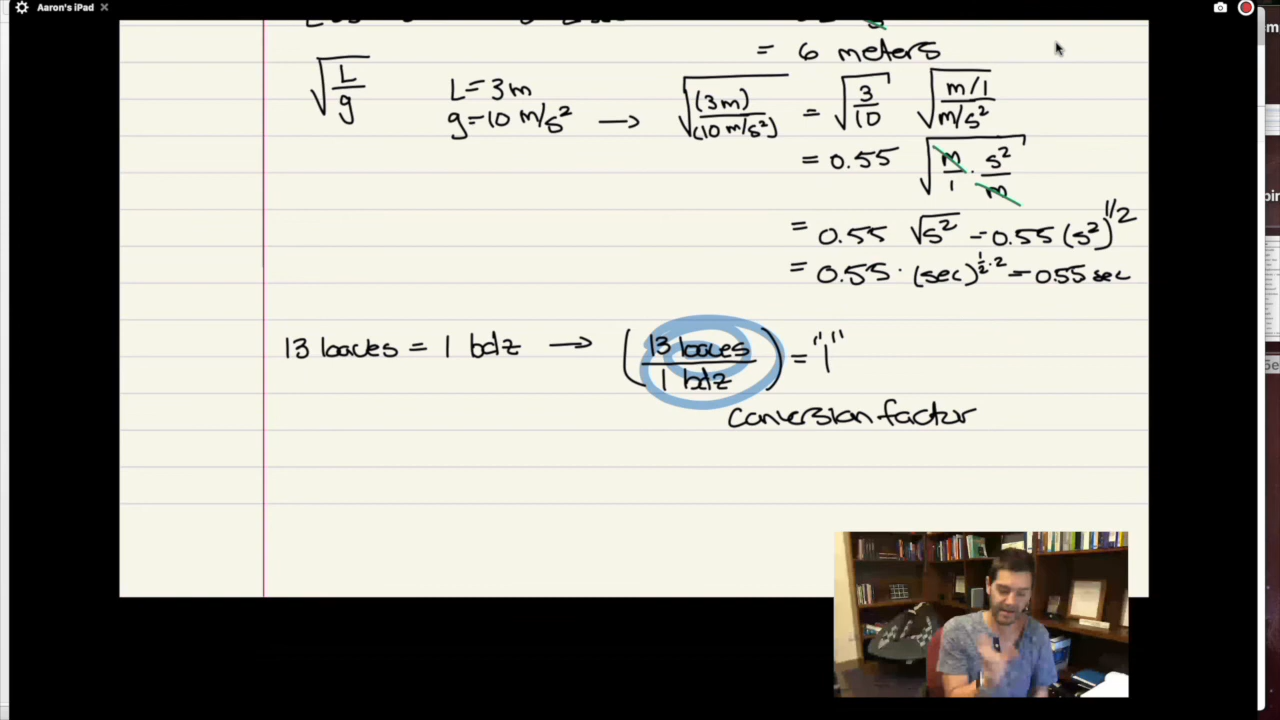 Aaron's iPad ×
= 6 meters
√(L/g)
L = 3m
g = 10 m/s² → √((3m)/(10 m/s²)) = √(3/10) √((m/1)/(m/s²))
= 0.55 √(m/1 · s²/m)
= 0.55 √s² = 0.55 (s²)^1/2
= 0.55 · (sec)^½·2 = 0.55 sec
13 loaves = 1 bdz → (13 loaves / 1 bdz) = "1"
conversion factor